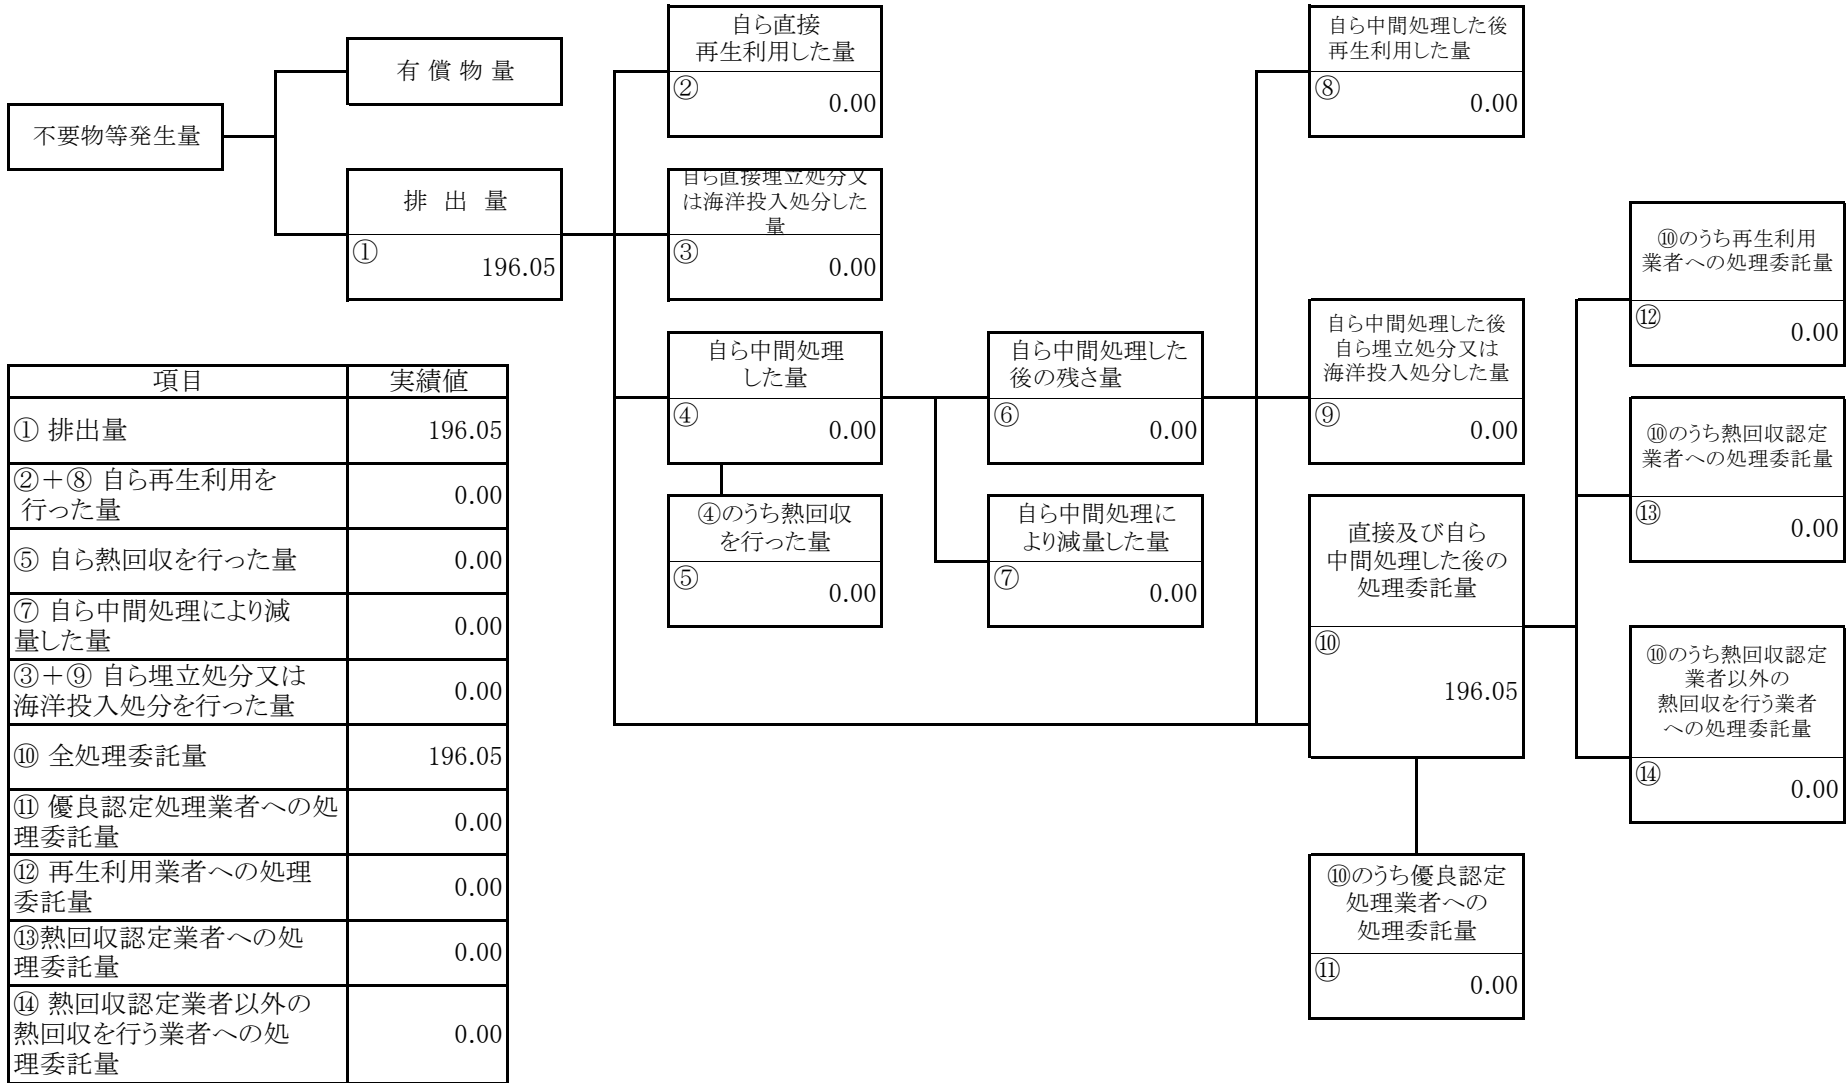 不要物等発生量
有償物量
排出量
①
196.05
自ら直接
再生利用した量
②
0.00
自ら直接埋立処分又
は海洋投入処分した
量
③
0.00
自ら中間処理
した量
④
0.00
④のうち熱回収
を行った量
⑤
0.00
自ら中間処理した
後の残さ量
⑥
0.00
自ら中間処理に
より減量した量
⑦
0.00
自ら中間処理した後
再生利用した量
⑧
0.00
自ら中間処理した後
自ら埋立処分又は
海洋投入処分した量
⑨
0.00
直接及び自ら
中間処理した後の
処理委託量
⑩
196.05
⑩のうち優良認定
処理業者への
処理委託量
⑪
0.00
⑩のうち再生利用
業者への処理委託量
⑫
0.00
⑩のうち熱回収認定
業者への処理委託量
⑬
0.00
⑩のうち熱回収認定
業者以外の
熱回収を行う業者
への処理委託量
⑭
0.00
項目 実績値
① 排出量 196.05
②＋⑧ 自ら再生利用を
行った量 0.00
⑤ 自ら熱回収を行った量 0.00
⑦ 自ら中間処理により減
量した量 0.00
③＋⑨ 自ら埋立処分又は
海洋投入処分を行った量 0.00
⑩ 全処理委託量 196.05
⑪ 優良認定処理業者への処
理委託量 0.00
⑫ 再生利用業者への処理
委託量 0.00
⑬熱回収認定業者への処
理委託量 0.00
⑭ 熱回収認定業者以外の
熱回収を行う業者への処
理委託量 0.00